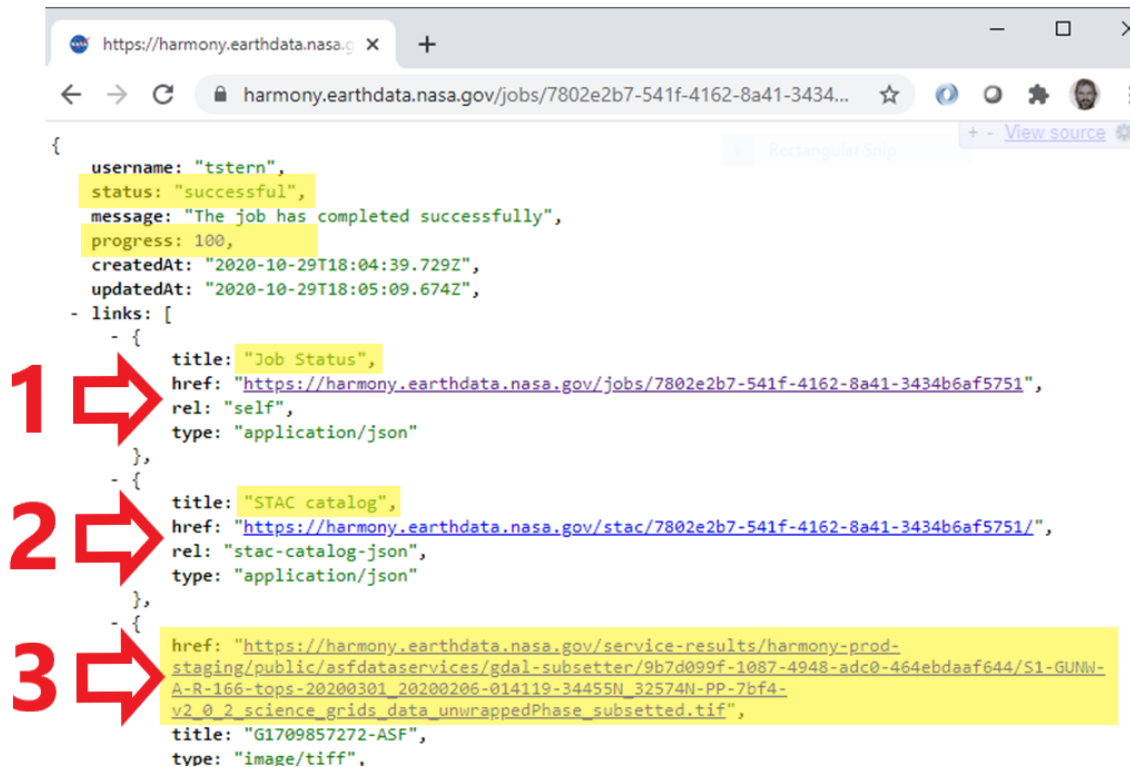 https://harmony.earthdata.nasa.g
harmony.earthdata.nasa.gov/jobs/7802e2b7-541f-4162-8a41-3434...
+ - View source
Rectangular Snip
{
username: "tstern",
status: "successful",
message: "The job has completed successfully",
progress: 100,
createdAt: "2020-10-29T18:04:39.729Z",
updatedAt: "2020-10-29T18:05:09.674Z",
- links: [
- {
title: "Job Status",
1
href: "https://harmony.earthdata.nasa.gov/jobs/7802e2b7-541f-4162-8a41-3434b6af5751",
rel: "self",
type: "application/json"
},
- {
title: "STAC catalog",
2
href: "https://harmony.earthdata.nasa.gov/stac/7802e2b7-541f-4162-8a41-3434b6af5751/",
rel: "stac-catalog-json",
type: "application/json"
},
- {
3
href: "https://harmony.earthdata.nasa.gov/service-results/harmony-prod-
staging/public/asfdataservices/gdal-subsetter/9b7d099f-1087-4948-adc0-464ebdaaf644/S1-GUNW-
A-R-166-tops-20200301_20200206-014119-34455N_32574N-PP-7bf4-
v2_0_2_science_grids_data_unwrappedPhase_subsetted.tif",
title: "G1709857272-ASF",
type: "image/tiff",